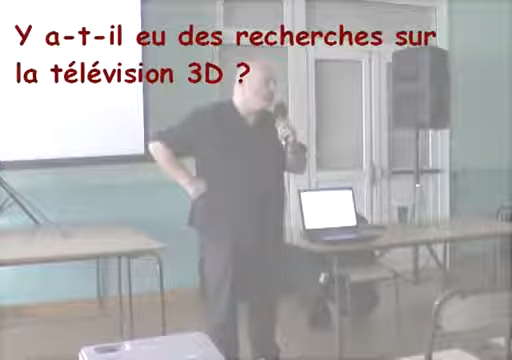 Y a-t-il eu des recherches sur
la télévision 3D ?